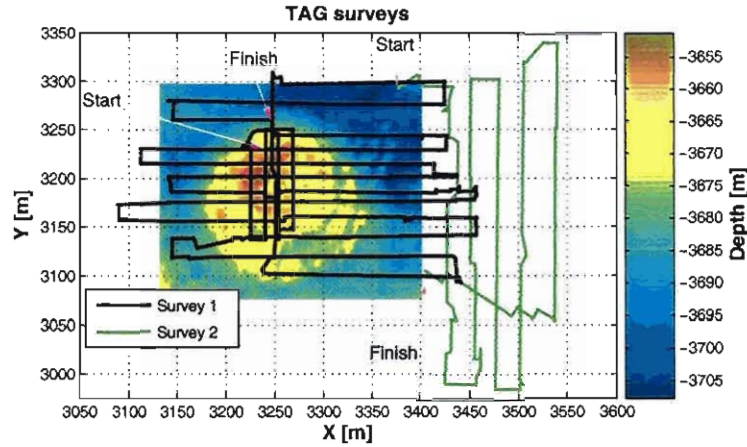 TAG surveys
3350
3300
3250
3200
3150
3100
3050
3000
Y [m]
Start
Finish
Start
Finish
Survey 1
Survey 2
3050 3100 3150 3200 3250 3300 3350 3400 3450 3500 3550 3600
X [m]
-3655
-3660
-3665
-3670
-3675
-3680
-3685
-3690
-3695
-3700
-3705
Depth [m]